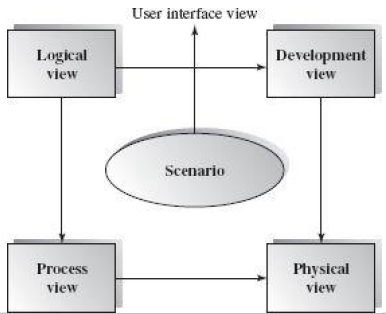 User interface view
Logical
view
Development
view
Scenario
Process
view
Physical
view